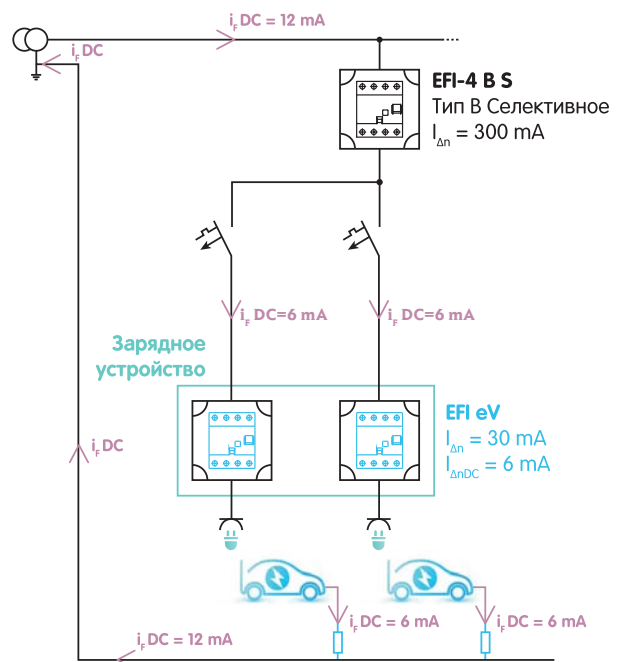 i_F DC = 12 mA
i_F DC
EFI-4 B S
Тип В Селективное
I_Δn = 300 mA
i_F DC=6 mA
i_F DC=6 mA
Зарядное
устройство
EFI eV
I_Δn = 30 mA
I_ΔnDC = 6 mA
i_F DC
i_F DC = 6 mA
i_F DC = 6 mA
i_F DC = 12 mA